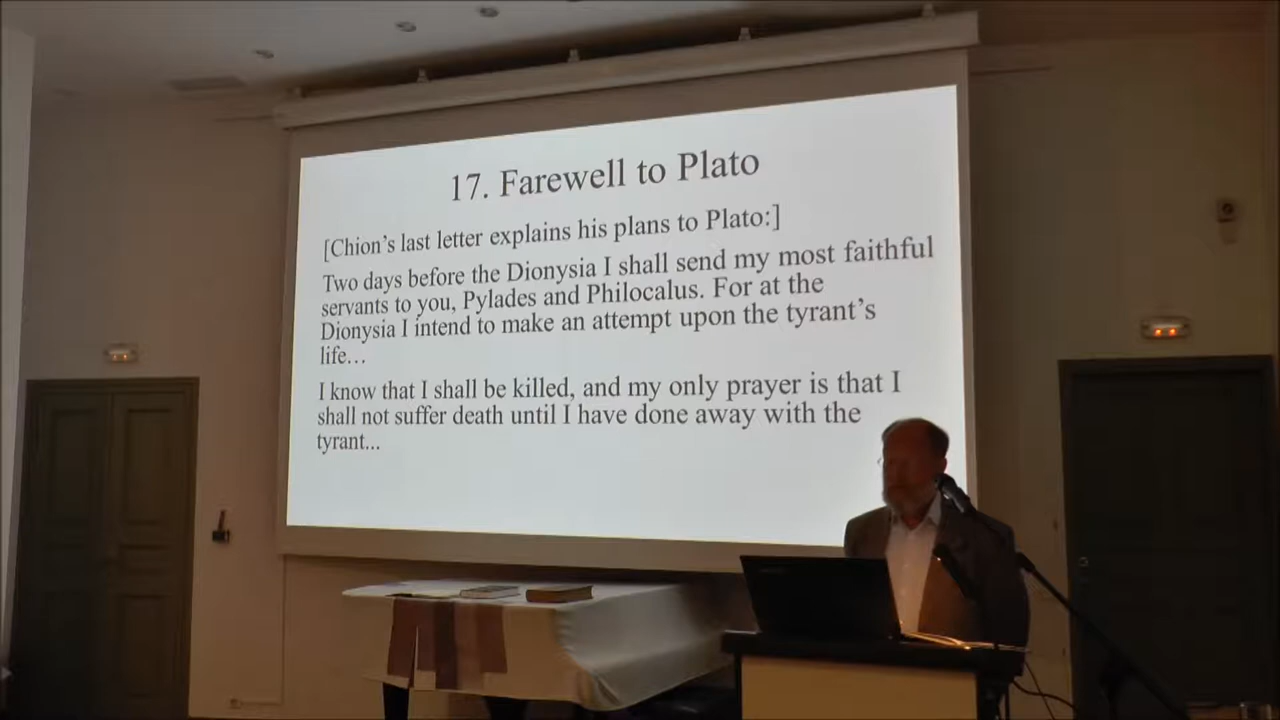 17. Farewell to Plato
[Chion's last letter explains his plans to Plato:]
Two days before the Dionysia I shall send my most faithful
servants to you, Pylades and Philocalus. For at the
Dionysia I intend to make an attempt upon the tyrant's
life...
I know that I shall be killed, and my only prayer is that I
shall not suffer death until I have done away with the
tyrant...